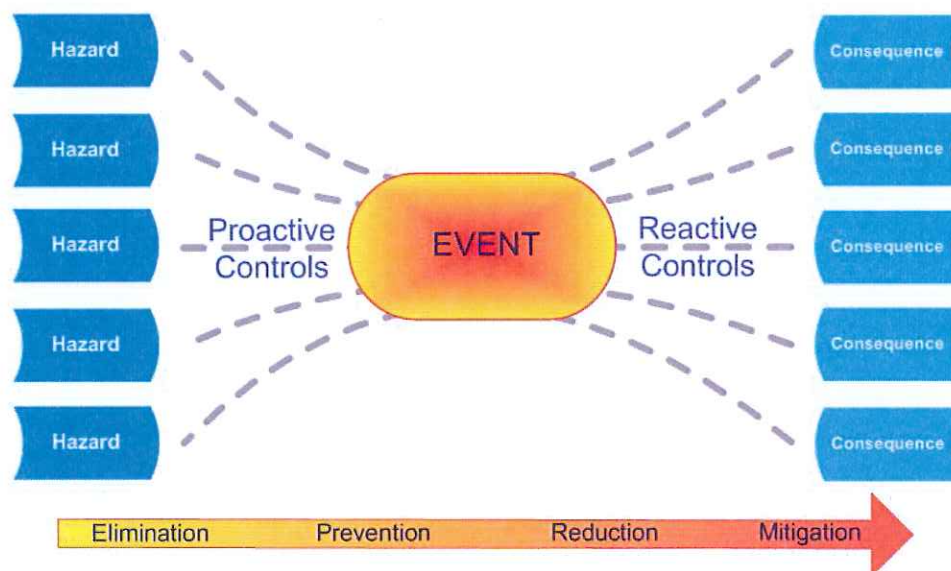 Hazard
Consequence
Hazard
Consequence
Hazard
Proactive
Controls
EVENT
Reactive
Controls
Consequence
Hazard
Consequence
Hazard
Consequence
Elimination Prevention Reduction Mitigation